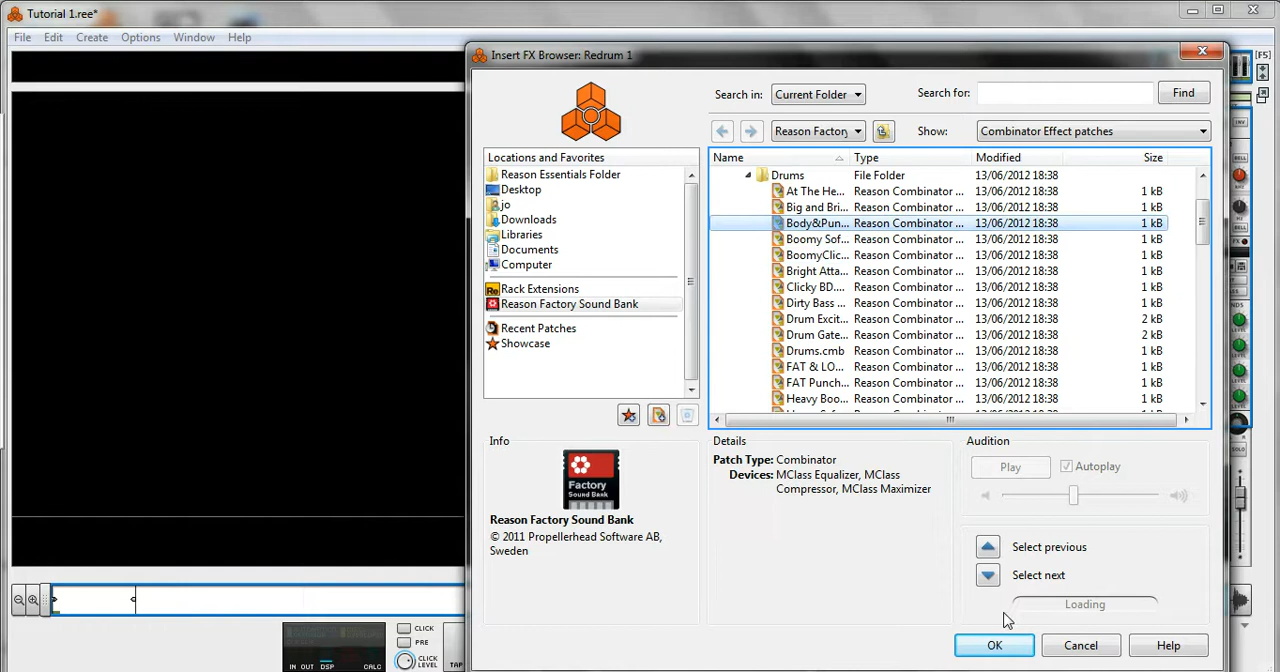 Tutorial 1.ree*
File Edit Create Options Window Help
[F5]
Insert FX Browser: Redrum 1
Search in: Current Folder Search for: Find
Reason Factory Show: Combinator Effect patches
Locations and Favorites
Reason Essentials Folder
Desktop
jo
Downloads
Libraries
Documents
Computer
Re Rack Extensions
Reason Factory Sound Bank
Recent Patches
Showcase
Name Type Modified Size
Drums File Folder 13/06/2012 18:38
At The He... Reason Combinator ... 13/06/2012 18:38 1 kB
Big and Bri... Reason Combinator ... 13/06/2012 18:38 1 kB
Body&Pun... Reason Combinator ... 13/06/2012 18:38 1 kB
Boomy Sof... Reason Combinator ... 13/06/2012 18:38 1 kB
BoomyClic... Reason Combinator ... 13/06/2012 18:38 1 kB
Bright Atta... Reason Combinator ... 13/06/2012 18:38 1 kB
Clicky BD.... Reason Combinator ... 13/06/2012 18:38 1 kB
Dirty Bass ... Reason Combinator ... 13/06/2012 18:38 1 kB
Drum Excit... Reason Combinator ... 13/06/2012 18:38 2 kB
Drum Gate... Reason Combinator ... 13/06/2012 18:38 2 kB
Drums.cmb Reason Combinator ... 13/06/2012 18:38 1 kB
FAT & LO... Reason Combinator ... 13/06/2012 18:38 1 kB
FAT Punch... Reason Combinator ... 13/06/2012 18:38 1 kB
Heavy Boo... Reason Combinator ... 13/06/2012 18:38 1 kB
Info
Factory
Sound Bank
Reason Factory Sound Bank
© 2011 Propellerhead Software AB,
Sweden
Details
Patch Type: Combinator
Devices: MClass Equalizer, MClass
Compressor, MClass Maximizer
Audition
Play Autoplay
Select previous
Select next
Loading
OK Cancel Help
CLICK
PRE
CLICK
LEVEL
TAP
IN OUT DSP CALC
INV
SOLO